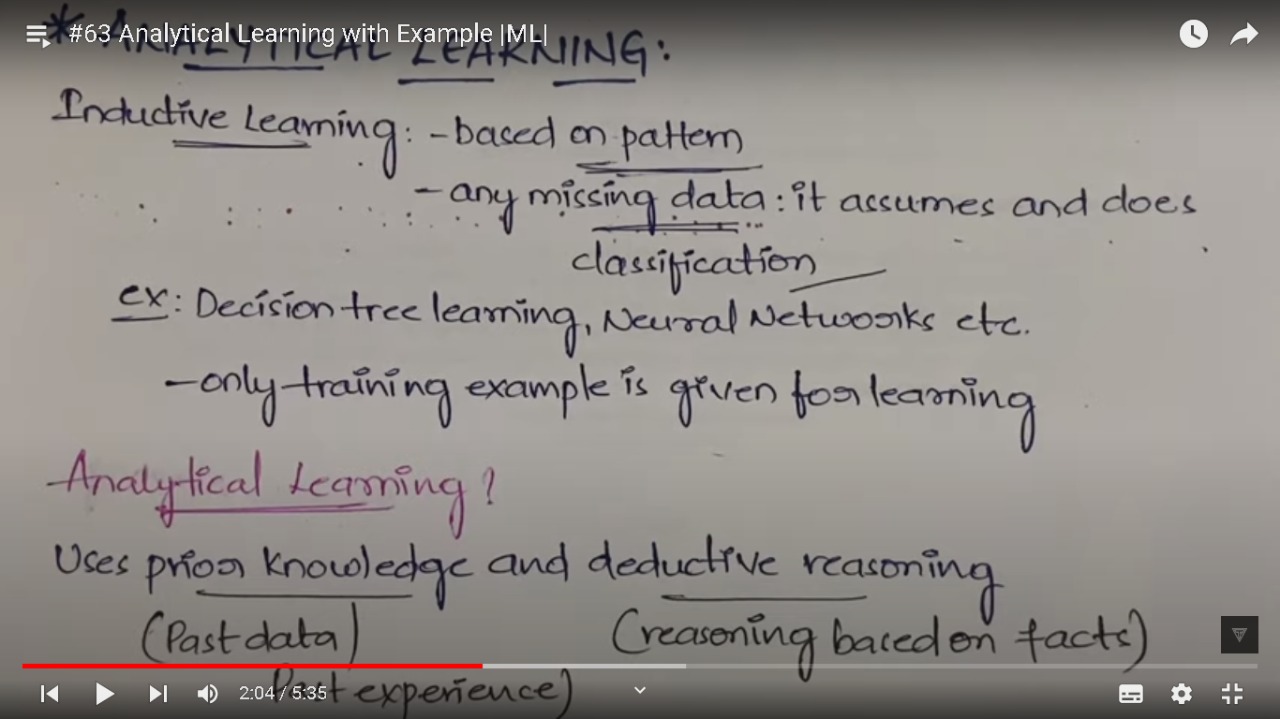 #63 Analytical Learning with Example |ML|
* ANALYTICAL LEARNING:
Inductive Learning: - based on pattern
- any missing data: it assumes and does
classification
ex: Decision tree learning, Neural Networks etc.
- only training example is given for learning
Analytical Learning?
Uses prior knowledge and deductive reasoning
(Past data) (reasoning based on facts)
Past experience)
2:04 / 5:35